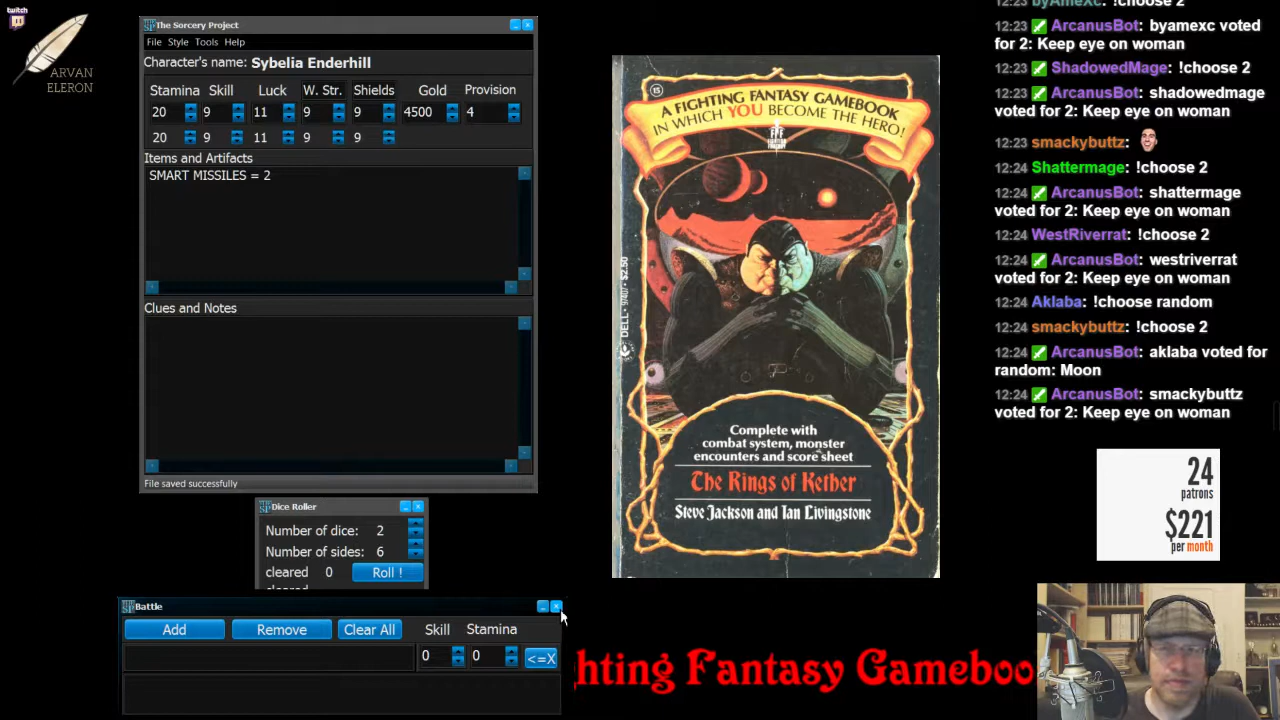 twitch
ARVAN
ELERON
The Sorcery Project
File Style Tools Help
Character's name: Sybelia Enderhill
Stamina Skill Luck W. Str. Shields Gold Provision
20 9 11 9 9 4500 4
20 9 11 9 9
Items and Artifacts
SMART MISSILES = 2
Clues and Notes
File saved successfully
Dice Roller
Number of dice: 2
Number of sides: 6
cleared 0 Roll !
cleared
Battle
Add Remove Clear All Skill Stamina
0 0 <=X
15
A FIGHTING FANTASY GAMEBOOK
IN WHICH YOU BECOME THE HERO!
DELL • 97407 • $2.50
Complete with
combat system, monster
encounters and score sheet
The Rings of Kether
Steve Jackson and Ian Livingstone
hting Fantasy Gameboo
byAmeXc: !choose 2
12:23 ArcanusBot: byamexc voted
for 2: Keep eye on woman
12:23 ShadowedMage: !choose 2
12:23 ArcanusBot: shadowedmage
voted for 2: Keep eye on woman
12:23 smackybuttz:
12:24 Shattermage: !choose 2
12:24 ArcanusBot: shattermage
voted for 2: Keep eye on woman
12:24 WestRiverrat: !choose 2
12:24 ArcanusBot: westriverrat
voted for 2: Keep eye on woman
12:24 Aklaba: !choose random
12:24 smackybuttz: !choose 2
12:24 ArcanusBot: aklaba voted for
random: Moon
12:24 ArcanusBot: smackybuttz
voted for 2: Keep eye on woman
24
patrons
$221
per month